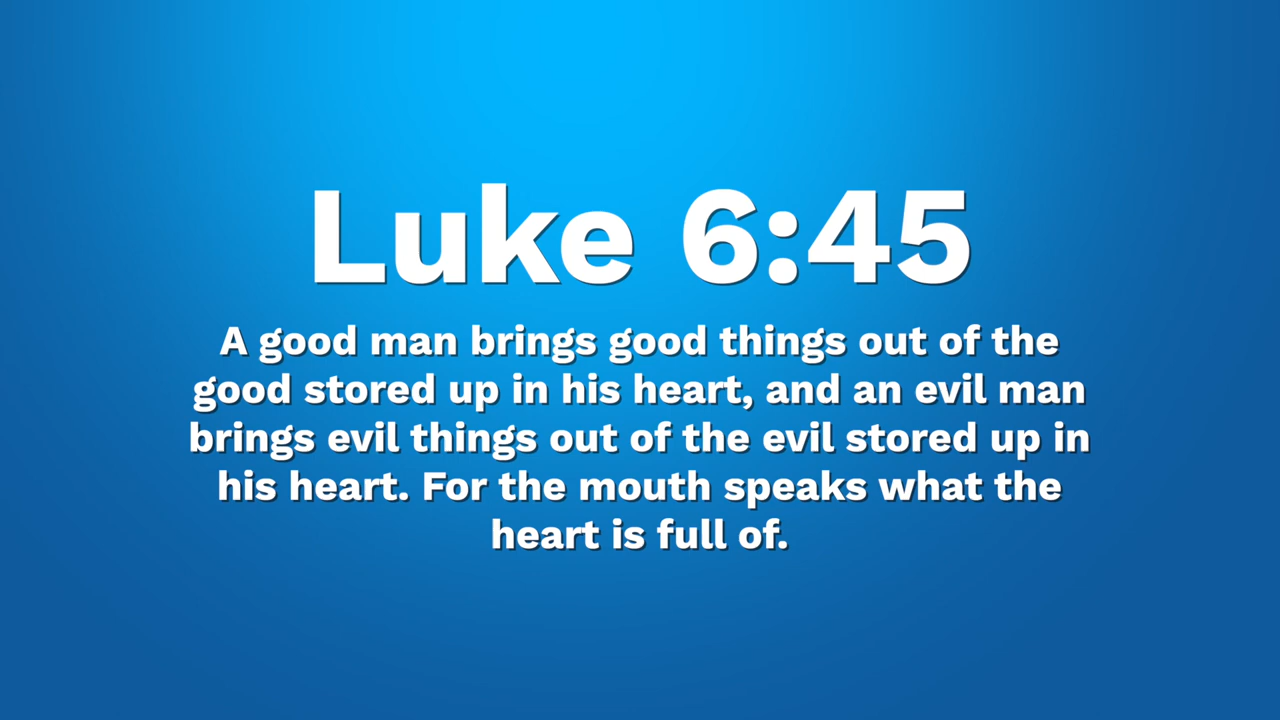 Luke 6:45
A good man brings good things out of the
good stored up in his heart, and an evil man
brings evil things out of the evil stored up in
his heart. For the mouth speaks what the
heart is full of.